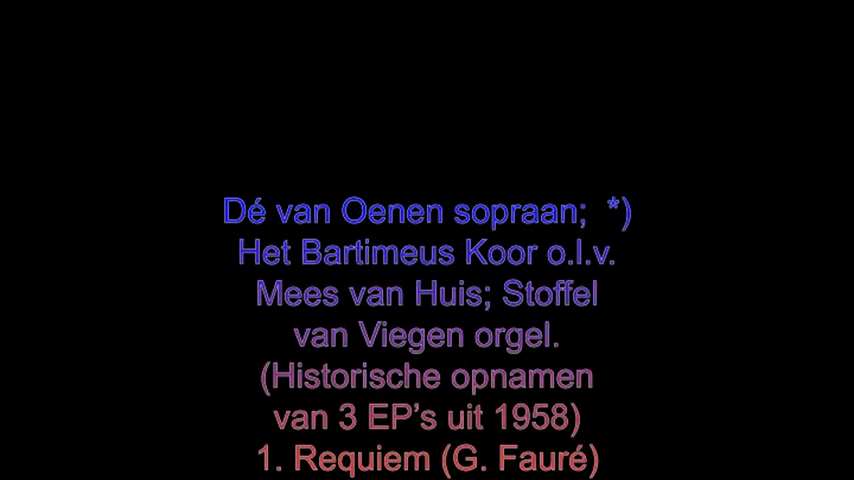 Dé van Oenen sopraan;  *)
Het Bartimeus Koor o.l.v.
Mees van Huis; Stoffel
van Viegen orgel.
(Historische opnamen
van 3 EP’s uit 1958)
1. Requiem (G. Fauré)